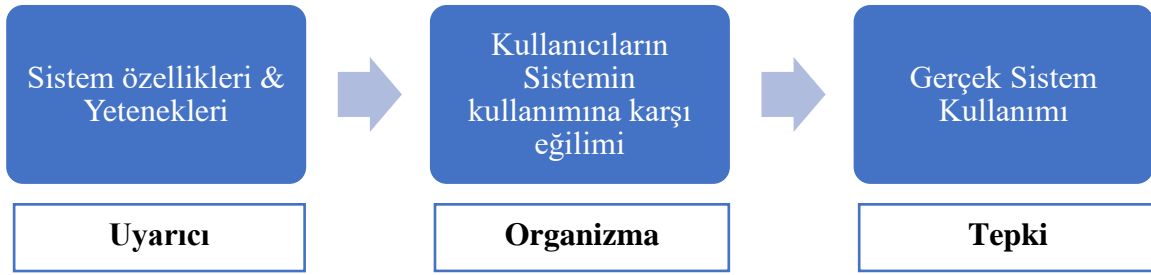 Sistem özellikleri &
Yetenekleri
Kullanıcıların
Sistemin
kullanımına karşı
eğilimi
Gerçek Sistem
Kullanımı
Uyarıcı
Organizma
Tepki